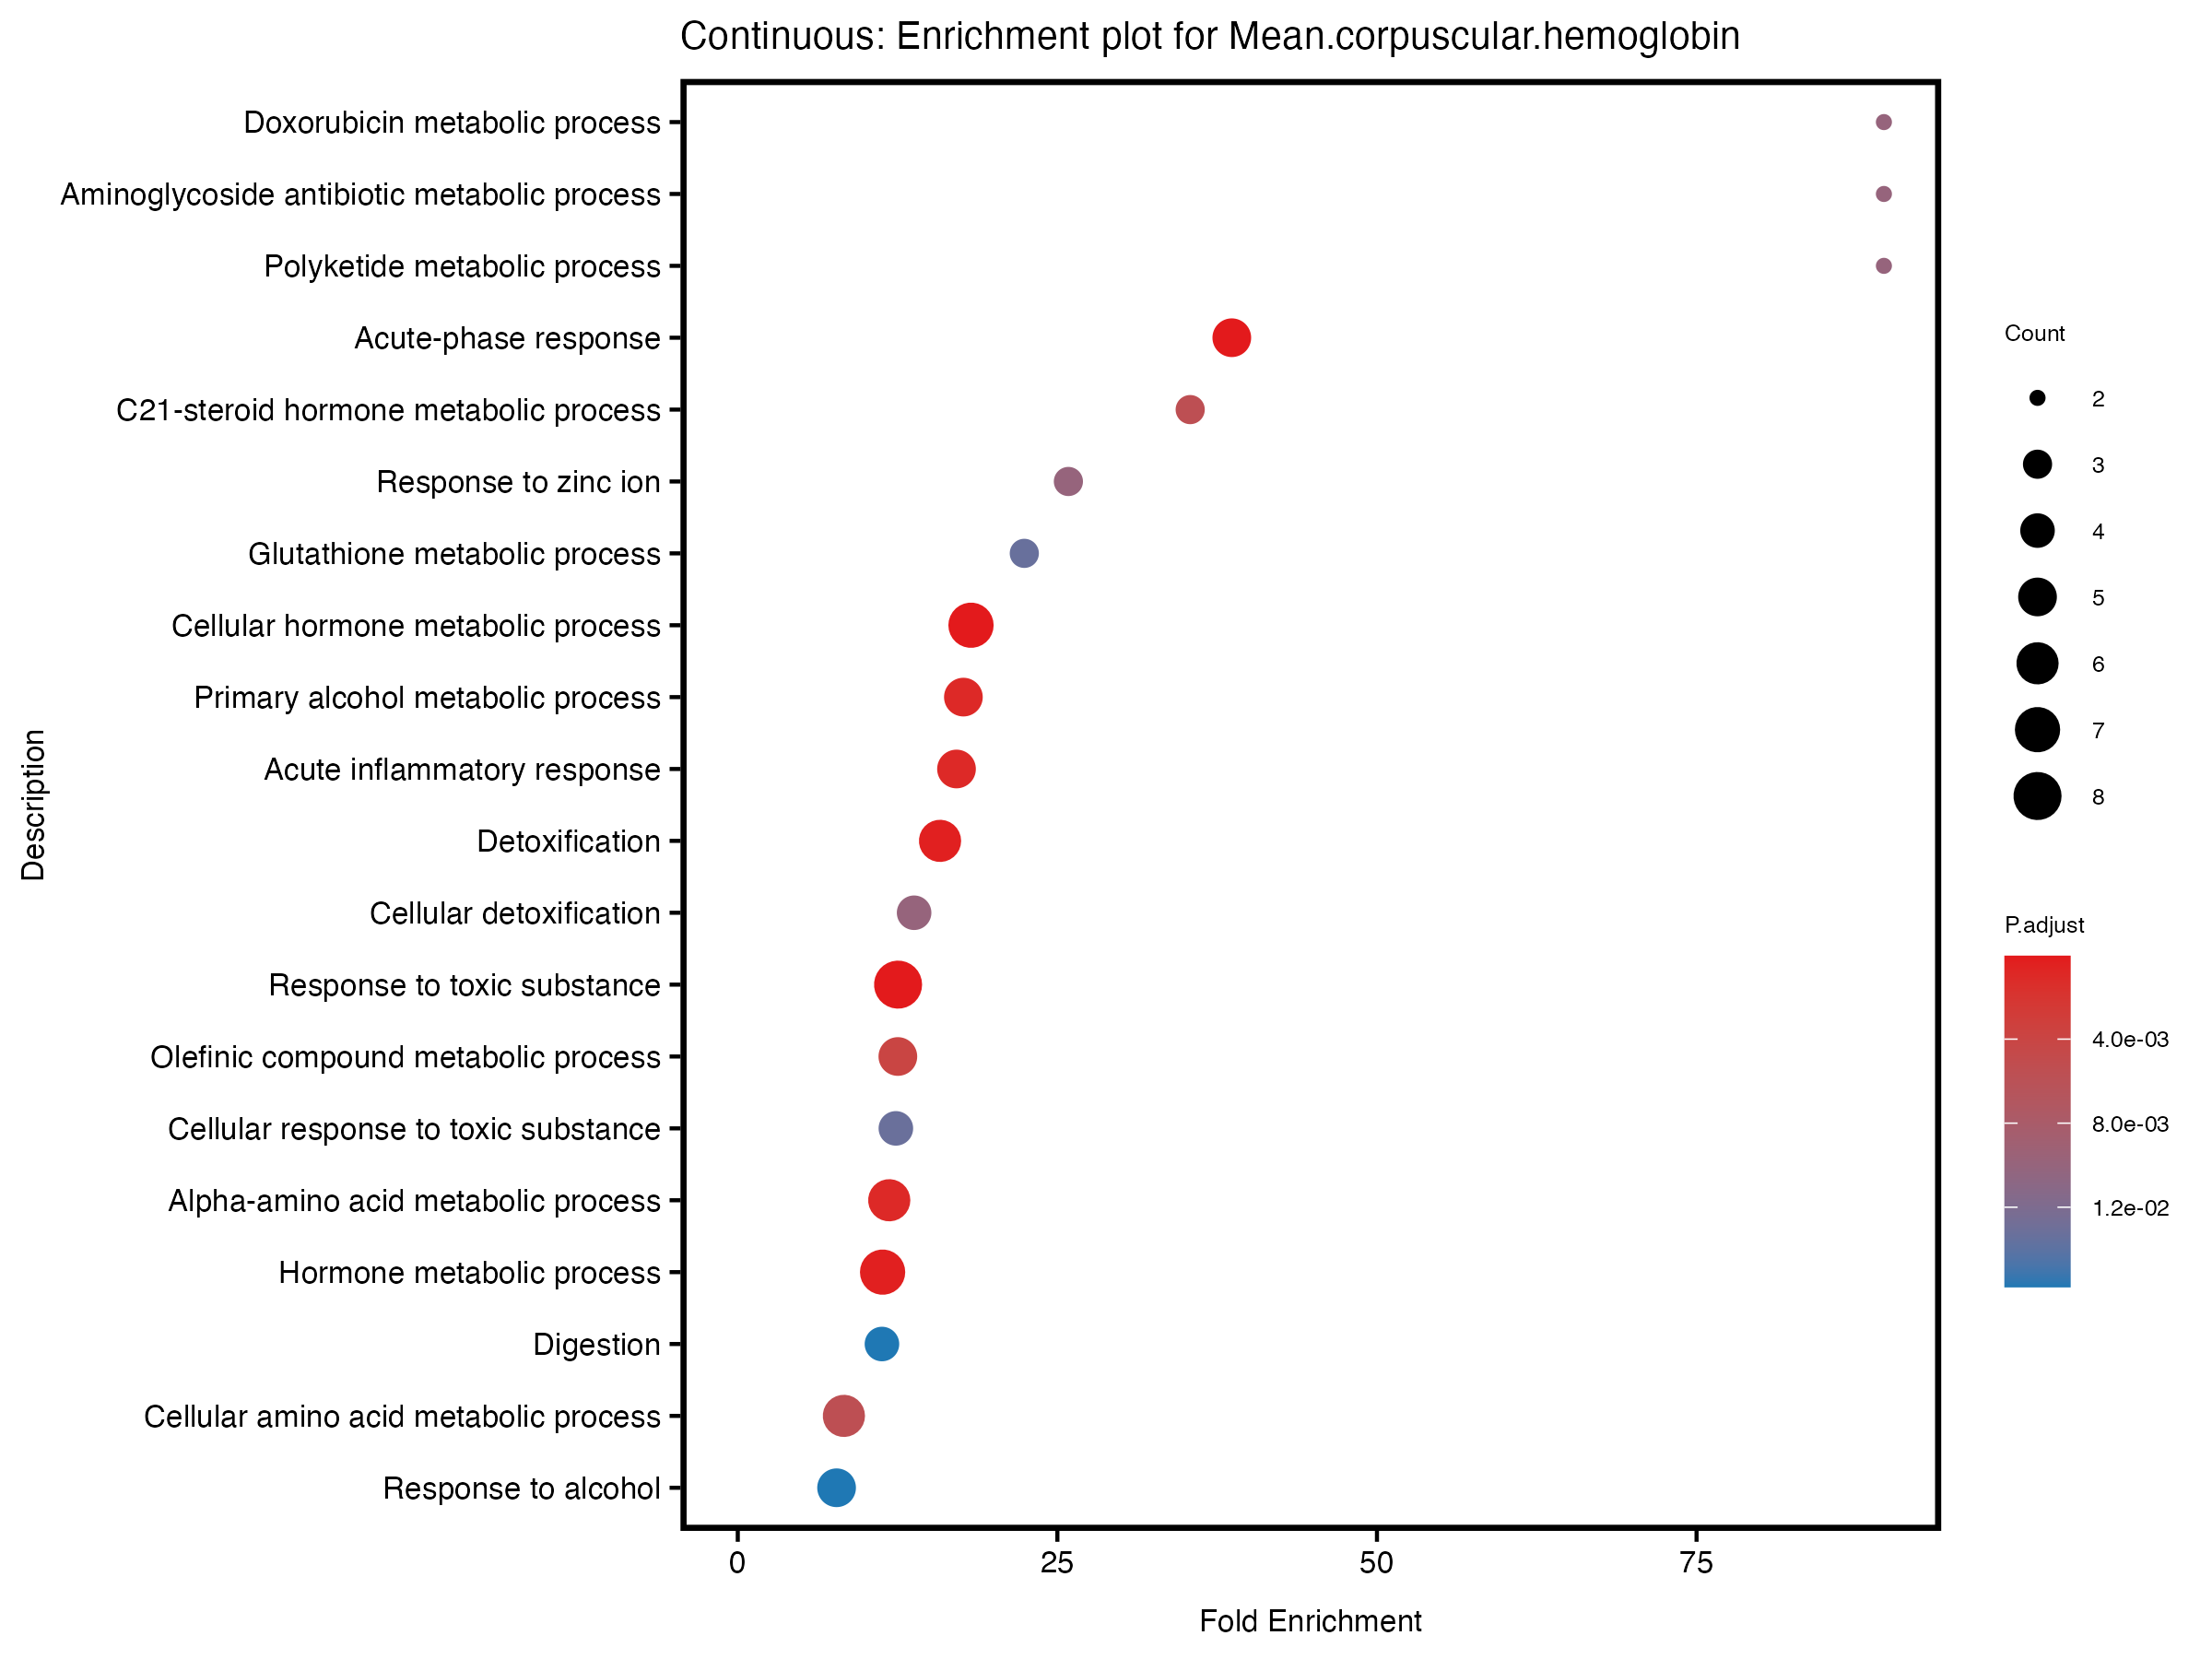 Continuous: Enrichment plot for Mean.corpuscular.hemoglobin
Description
Doxorubicin metabolic process
Aminoglycoside antibiotic metabolic process
Polyketide metabolic process
Acute-phase response
C21-steroid hormone metabolic process
Response to zinc ion
Glutathione metabolic process
Cellular hormone metabolic process
Primary alcohol metabolic process
Acute inflammatory response
Detoxification
Cellular detoxification
Response to toxic substance
Olefinic compound metabolic process
Cellular response to toxic substance
Alpha-amino acid metabolic process
Hormone metabolic process
Digestion
Cellular amino acid metabolic process
Response to alcohol
0 25 50 75
Fold Enrichment
Count
2
3
4
5
6
7
8
P.adjust
4.0e-03
8.0e-03
1.2e-02